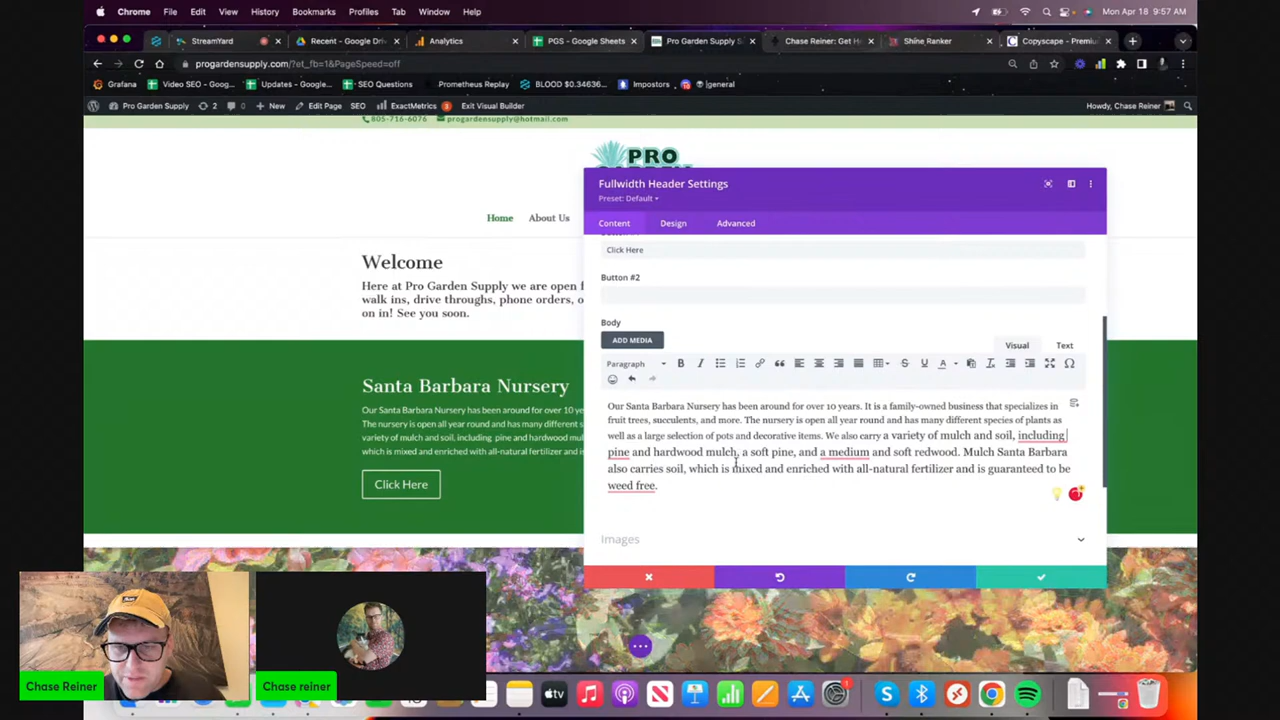 Chrome File Edit View History Bookmarks Profiles Tab Window Help Mon Apr 18 9:57 AM
StreamYard Recent - Google Driv Analytics PGS - Google Sheets Pro Garden Supply S Chase Reiner: Get H Shine Ranker Copyscape - Premiu
progardensupply.com/?et_fb=1&PageSpeed=off
Grafana Video SEO - Goog... Updates - Google... SEO Questions Prometheus Replay BLOOD $0.34636... Impostors general
Pro Garden Supply 2 0 New Edit Page SEO ExactMetrics 3 Exit Visual Builder Howdy, Chase Reiner
805-716-6076 progardensupply@hotmail.com
PRO
Home About Us
Welcome
Here at Pro Garden Supply we are open f
walk ins, drive throughs, phone orders, o
on in! See you soon.
Santa Barbara Nursery
Our Santa Barbara Nursery has been around for over 10 ye
The nursery is open all year round and has many different
variety of mulch and soil, including pine and hardwood mu
which is mixed and enriched with all-natural fertilizer and is
Click Here
Fullwidth Header Settings
Preset: Default
Content Design Advanced
Click Here
Button #2
Body
ADD MEDIA
Visual Text
Paragraph
Our Santa Barbara Nursery has been around for over 10 years. It is a family-owned business that specializes in
fruit trees, succulents, and more. The nursery is open all year round and has many different species of plants as
well as a large selection of pots and decorative items. We also carry a variety of mulch and soil, including
pine and hardwood mulch, a soft pine, and a medium and soft redwood. Mulch Santa Barbara
also carries soil, which is mixed and enriched with all-natural fertilizer and is guaranteed to be
weed free.
Images
Chase Reiner
Chase reiner
tv